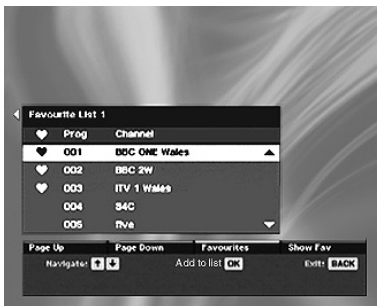 Favourite List 1
Prog Channel
001 BBC ONE Wales
002 BBC 2W
003 ITV 1 Wales
004 S4C
005 five
Page Up Page Down Favourites Show Fav
Navigate: Add to list OK Exit: BACK